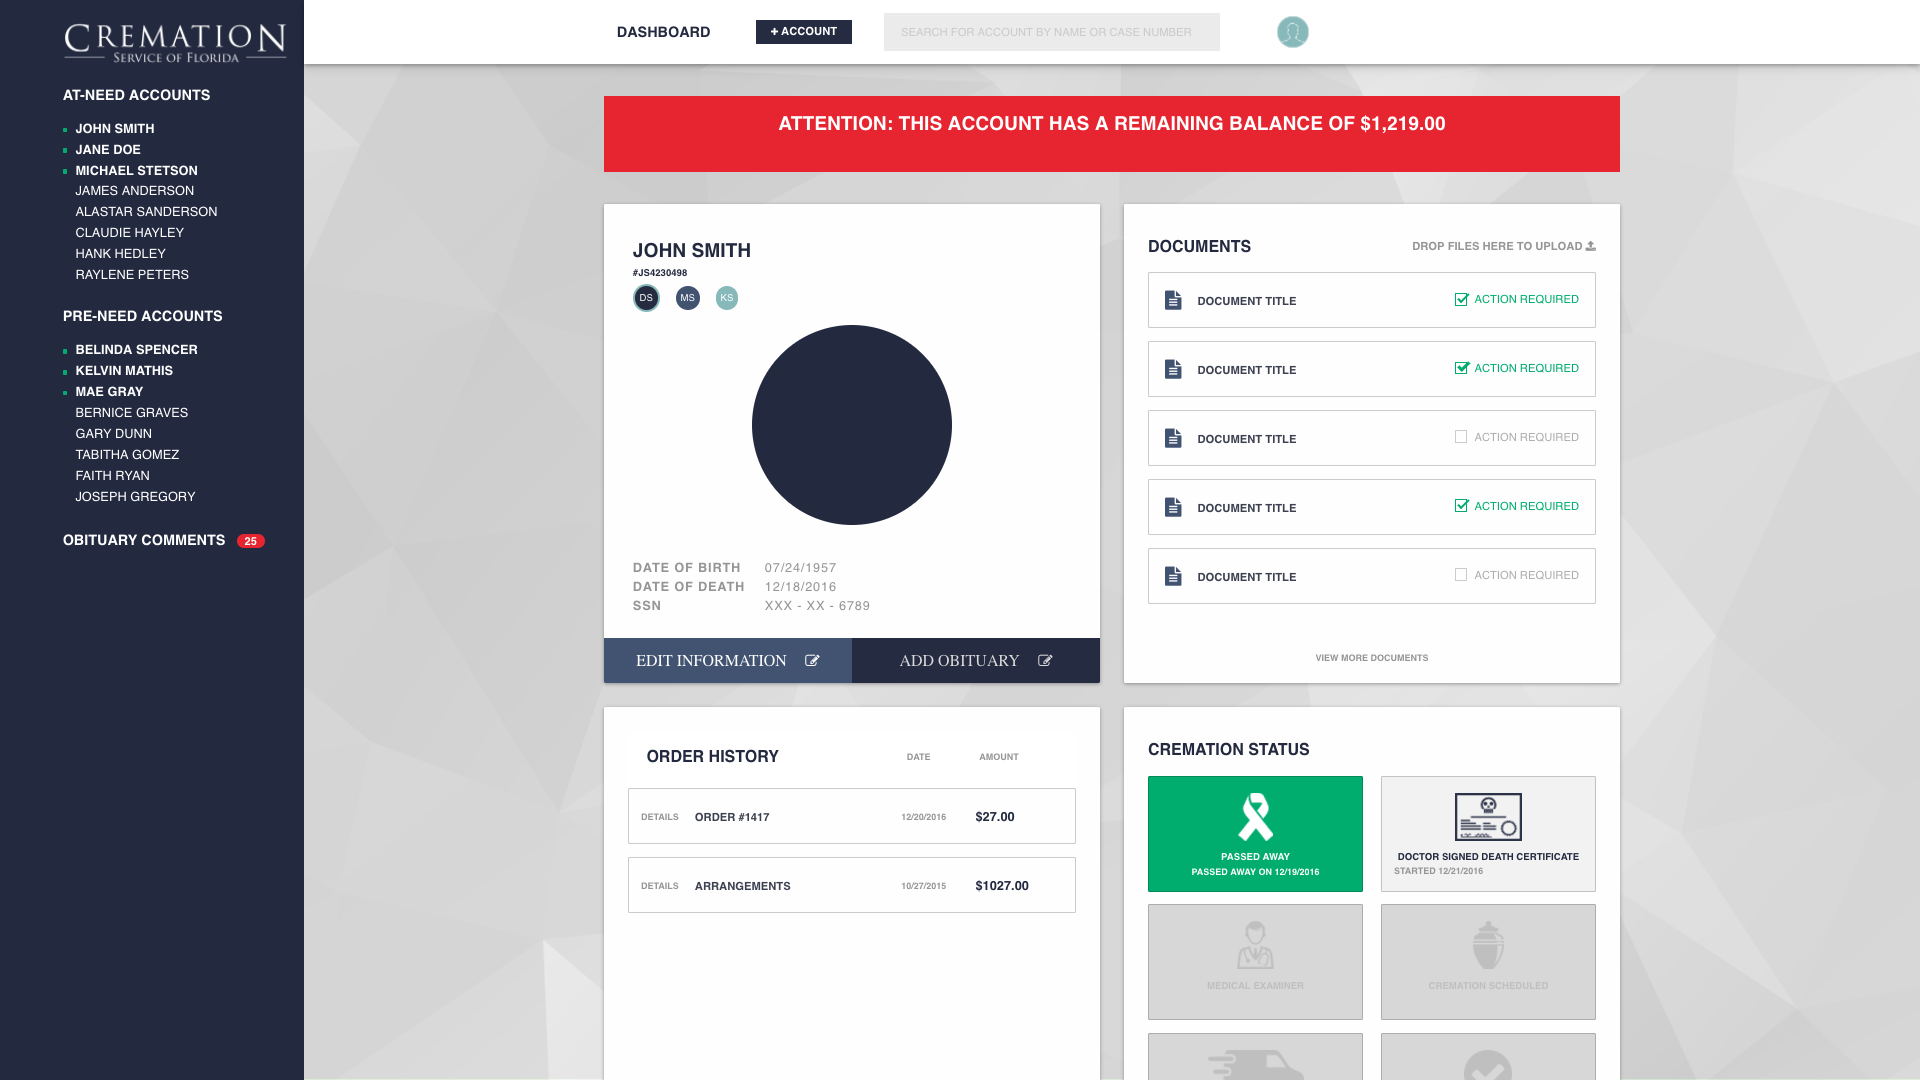 CREMATION
SERVICE OF FLORIDA
AT-NEED ACCOUNTS
JOHN SMITH
JANE DOE
MICHAEL STETSON
JAMES ANDERSON
ALASTAR SANDERSON
CLAUDIE HAYLEY
HANK HEDLEY
RAYLENE PETERS
PRE-NEED ACCOUNTS
BELINDA SPENCER
KELVIN MATHIS
MAE GRAY
BERNICE GRAVES
GARY DUNN
TABITHA GOMEZ
FAITH RYAN
JOSEPH GREGORY
OBITUARY COMMENTS 25
DASHBOARD + ACCOUNT SEARCH FOR ACCOUNT BY NAME OR CASE NUMBER
ATTENTION: THIS ACCOUNT HAS A REMAINING BALANCE OF $1,219.00
JOHN SMITH
#JS4230498
DS MS KS
DATE OF BIRTH 07/24/1957
DATE OF DEATH 12/18/2016
SSN XXX - XX - 6789
EDIT INFORMATION ADD OBITUARY
DOCUMENTS DROP FILES HERE TO UPLOAD
DOCUMENT TITLE ACTION REQUIRED
DOCUMENT TITLE ACTION REQUIRED
DOCUMENT TITLE ACTION REQUIRED
DOCUMENT TITLE ACTION REQUIRED
DOCUMENT TITLE ACTION REQUIRED
VIEW MORE DOCUMENTS
ORDER HISTORY DATE AMOUNT
DETAILS ORDER #1417 12/20/2016 $27.00
DETAILS ARRANGEMENTS 10/27/2015 $1027.00
CREMATION STATUS
PASSED AWAY
PASSED AWAY ON 12/19/2016
DOCTOR SIGNED DEATH CERTIFICATE
STARTED 12/21/2016
MEDICAL EXAMINER
CREMATION SCHEDULED